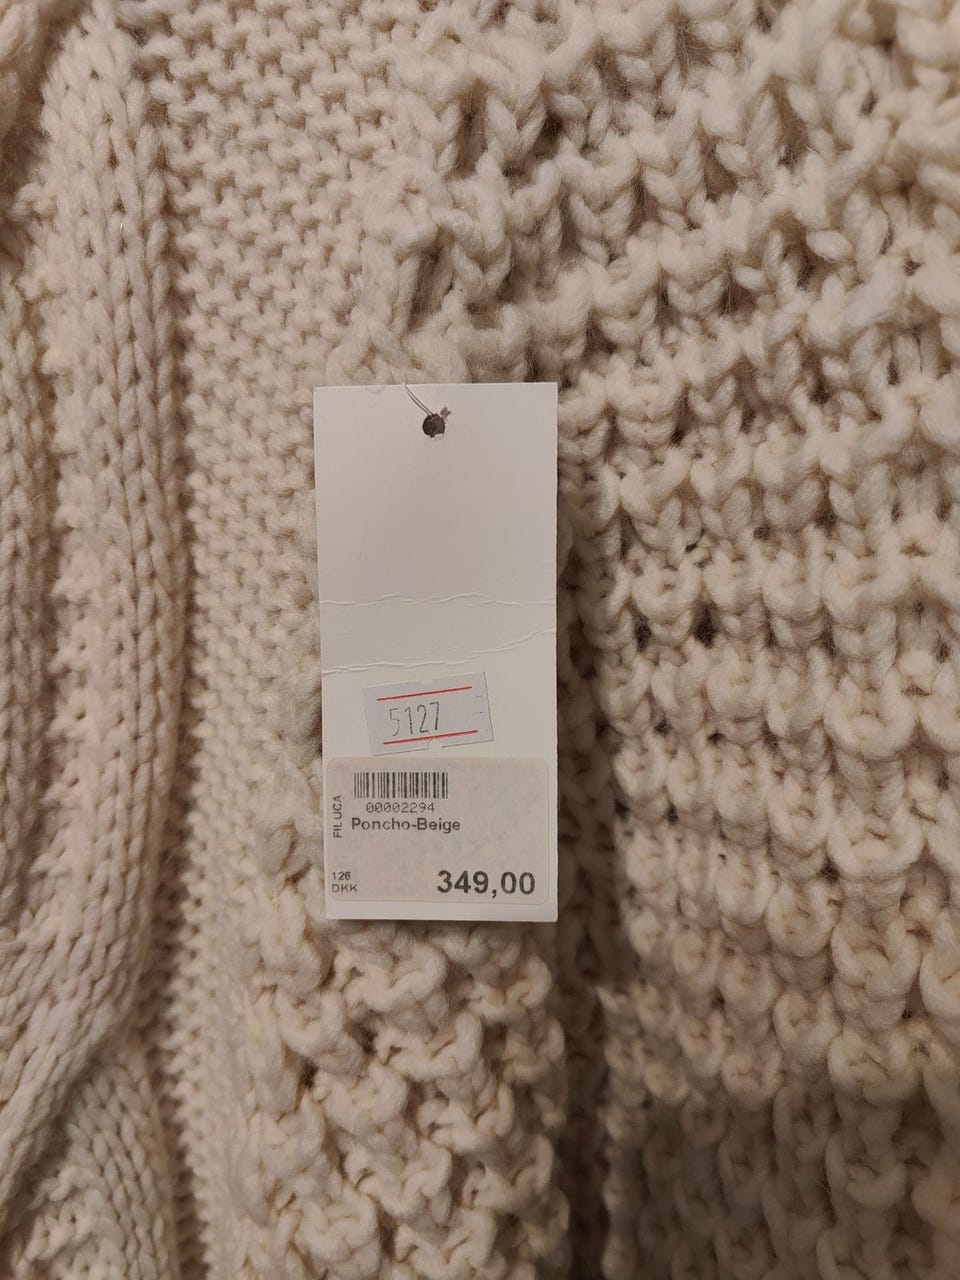 5127
00002294
FILUCA
Poncho-Beige
126
DKK
349,00